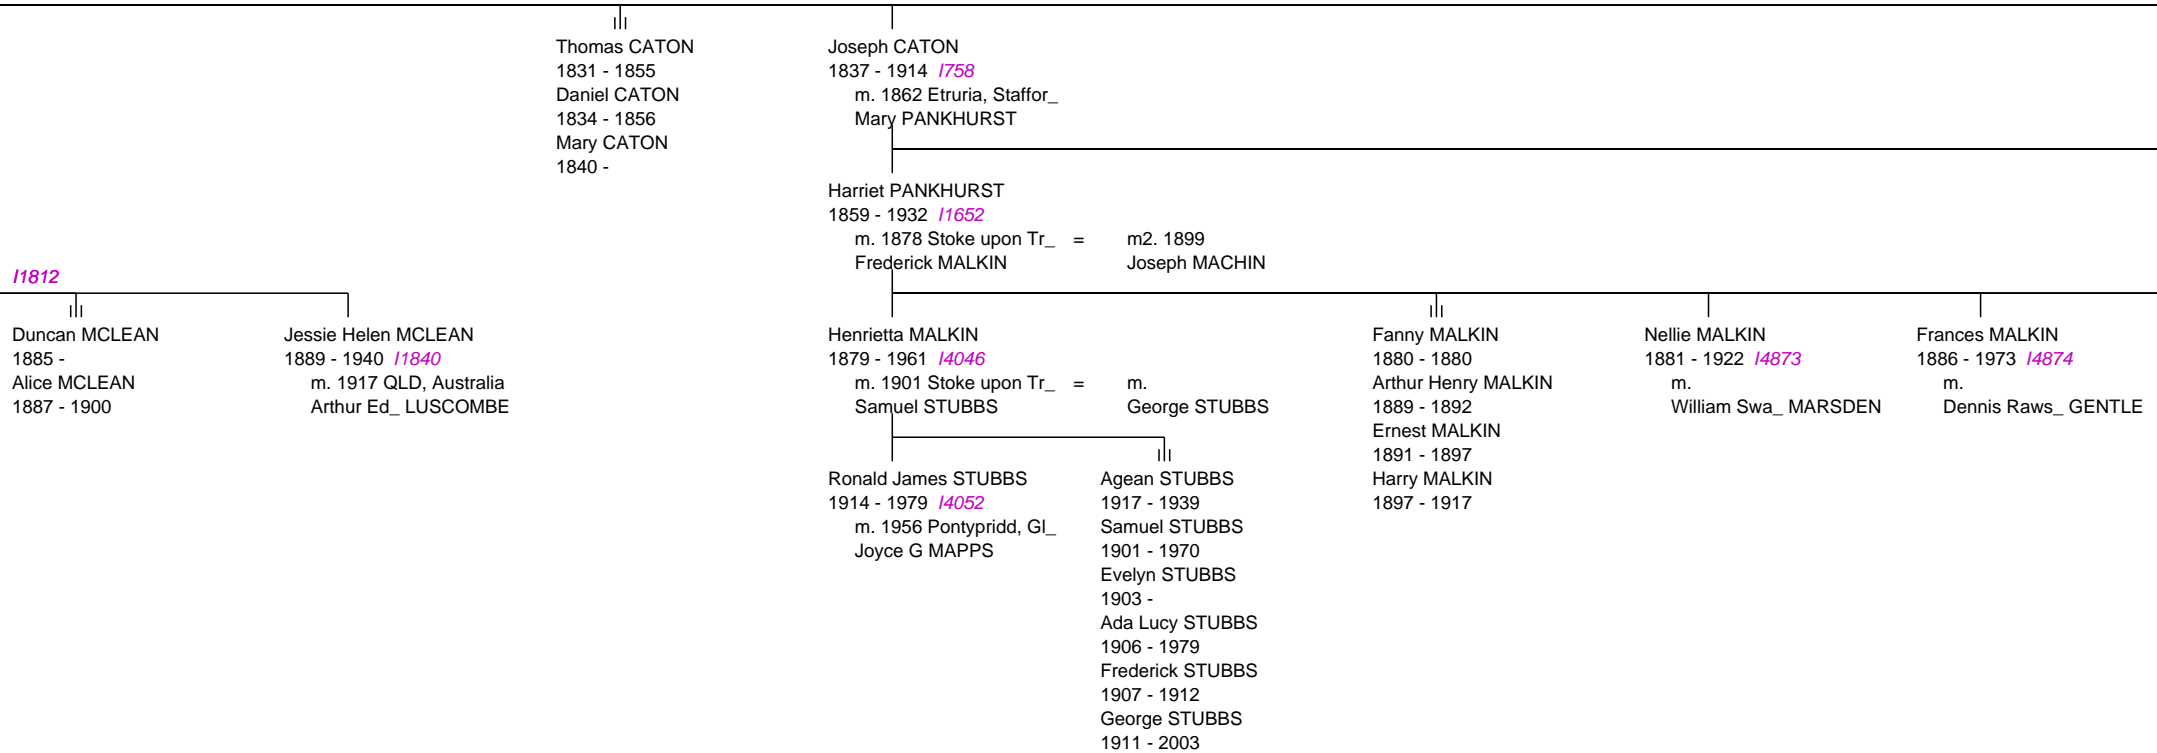 Thomas CATON
1831 - 1855
Daniel CATON
1834 - 1856
Mary CATON
1840 -
Joseph CATON
1837 - 1914 I758
m. 1862 Etruria, Staffor_
Mary PANKHURST
Harriet PANKHURST
1859 - 1932 I1652
m. 1878 Stoke upon Tr_ = m2. 1899
Frederick MALKIN Joseph MACHIN
I1812
Duncan MCLEAN
1885 -
Alice MCLEAN
1887 - 1900
Jessie Helen MCLEAN
1889 - 1940 I1840
m. 1917 QLD, Australia
Arthur Ed_ LUSCOMBE
Henrietta MALKIN
1879 - 1961 I4046
m. 1901 Stoke upon Tr_ = m.
Samuel STUBBS George STUBBS
Fanny MALKIN
1880 - 1880
Arthur Henry MALKIN
1889 - 1892
Ernest MALKIN
1891 - 1897
Harry MALKIN
1897 - 1917
Nellie MALKIN
1881 - 1922 I4873
m.
William Swa_ MARSDEN
Frances MALKIN
1886 - 1973 I4874
m.
Dennis Raws_ GENTLE
Ronald James STUBBS
1914 - 1979 I4052
m. 1956 Pontypridd, Gl_
Joyce G MAPPS
Agean STUBBS
1917 - 1939
Samuel STUBBS
1901 - 1970
Evelyn STUBBS
1903 -
Ada Lucy STUBBS
1906 - 1979
Frederick STUBBS
1907 - 1912
George STUBBS
1911 - 2003